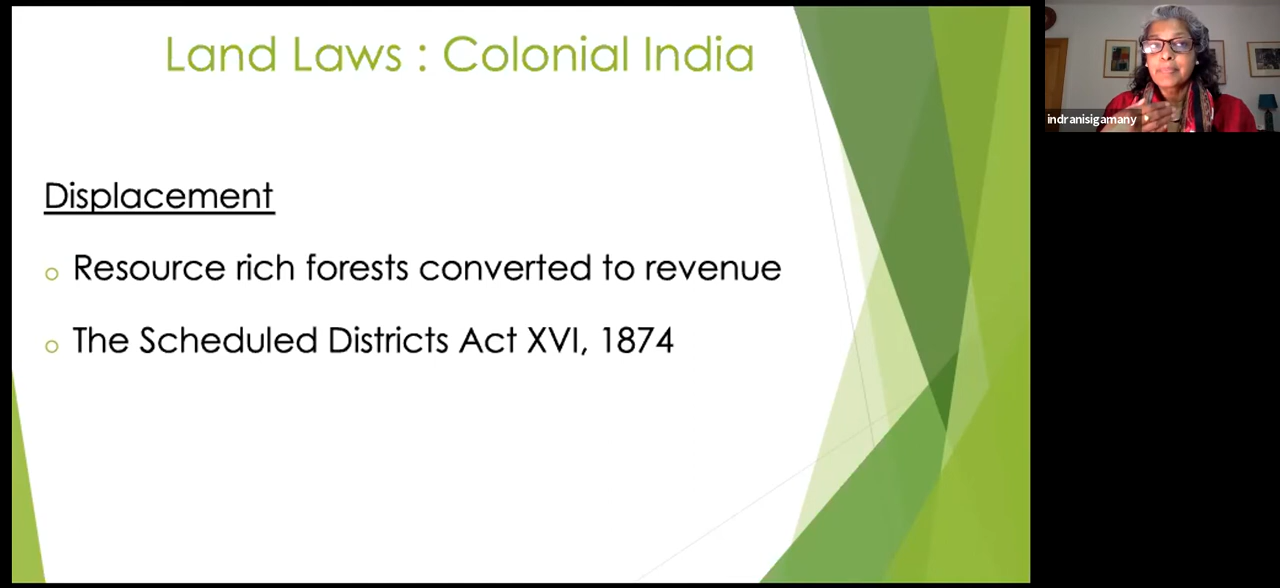 Land Laws : Colonial India
Displacement
Resource rich forests converted to revenue
The Scheduled Districts Act XVI, 1874
indranisigamany